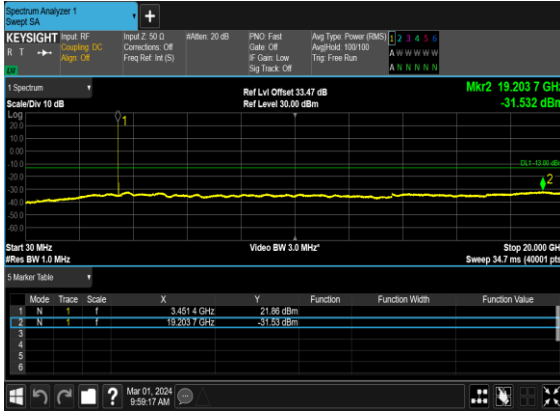 Spectrum Analyzer 1
Swept SA
+
KEYSIGHT Input: RF Input Z: 50 Ω #Atten: 20 dB PNO: Fast Avg Type: Power (RMS) 1 2 3 4 5 6
R T Coupling: DC Corrections: Off Gate: Off Avg|Hold: 100/100 A W W W W W
Align: Off Freq Ref: Int (S) IF Gain: Low Trig: Free Run
Sig Track: Off A N N N N N
1 Spectrum
Ref Lvl Offset 33.47 dB Mkr2 19.203 7 GHz
Scale/Div 10 dB Ref Level 30.00 dBm -31.532 dBm
Log
20.0
10.0
0.00
-10.0
-20.0
-30.0
-40.0
-50.0
-60.0
1
DL1 -13.00 dBm
2
Start 30 MHz Video BW 3.0 MHz* Stop 20.000 GH
#Res BW 1.0 MHz Sweep 34.7 ms (40001 pts
5 Marker Table
Mode Trace Scale X Y Function Function Width Function Value
1 N 1 f 3.451 4 GHz 21.86 dBm
2 N 1 f 19.203 7 GHz -31.53 dBm
3
4
5
6
? Mar 01, 2024
9:59:17 AM